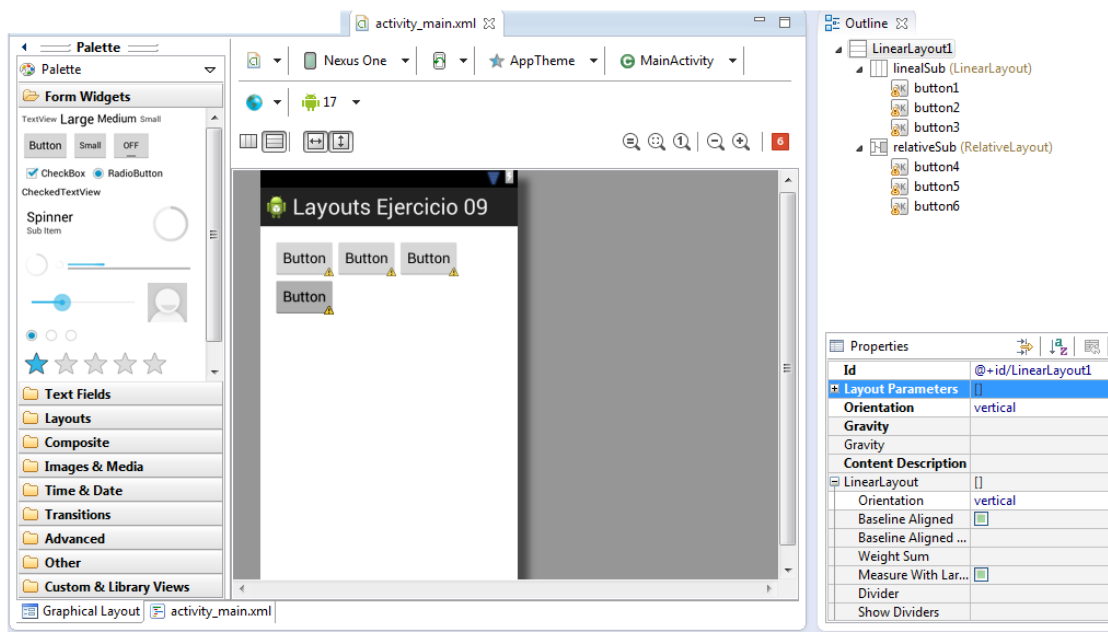 activity_main.xml
Palette
Palette
Form Widgets
TextView Large Medium Small
Button Small OFF
CheckBox RadioButton
CheckedTextView
Spinner
Sub Item
Text Fields
Layouts
Composite
Images & Media
Time & Date
Transitions
Advanced
Other
Custom & Library Views
Graphical Layout activity_main.xml
Nexus One AppTheme MainActivity
17
1 6
Layouts Ejercicio 09
Button Button Button
Button
Outline
LinearLayout1
linealSub (LinearLayout)
button1
button2
button3
relativeSub (RelativeLayout)
button4
button5
button6
Properties
Id @+id/LinearLayout1
Layout Parameters []
Orientation vertical
Gravity
Gravity
Content Description
LinearLayout []
Orientation vertical
Baseline Aligned
Baseline Aligned ...
Weight Sum
Measure With Lar...
Divider
Show Dividers